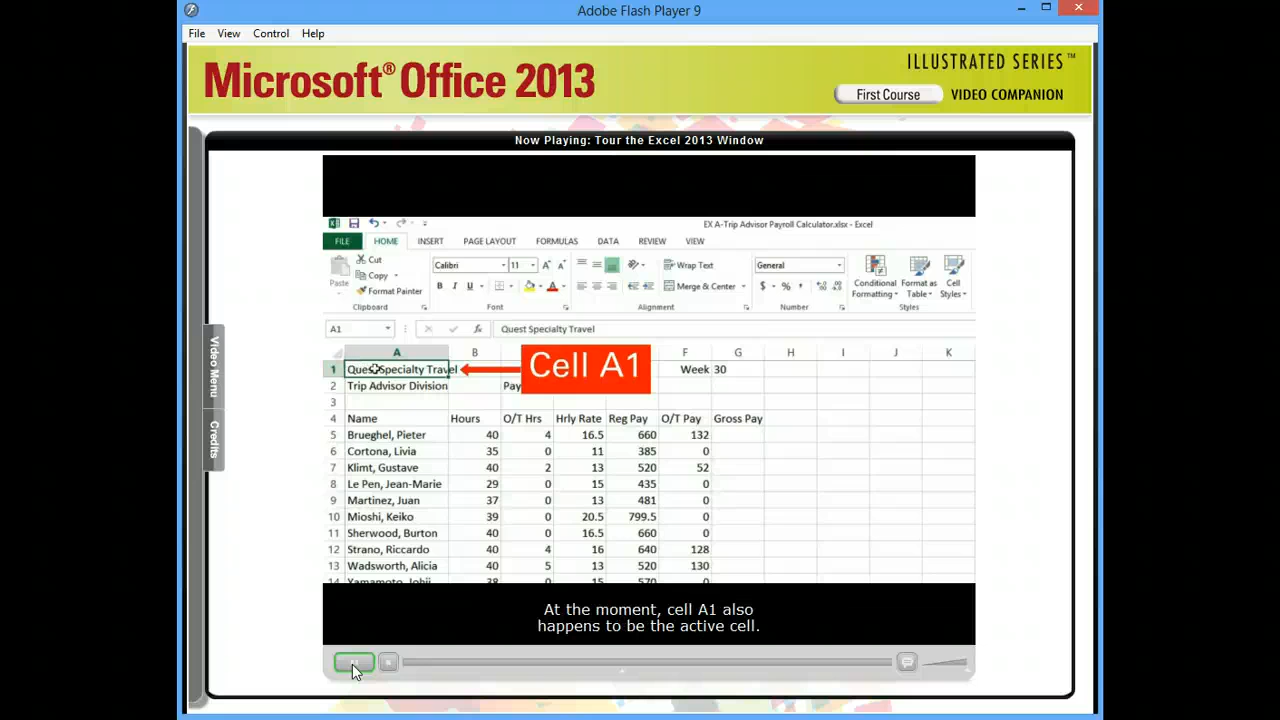 Adobe Flash Player 9
File View Control Help
Microsoft® Office 2013
ILLUSTRATED SERIES™
First Course VIDEO COMPANION
Now Playing: Tour the Excel 2013 Window
Video Menu
Credits
EX A-Trip Advisor Payroll Calculator.xlsx - Excel
FILE HOME INSERT PAGE LAYOUT FORMULAS DATA REVIEW VIEW
Paste
Cut
Copy
Format Painter
Clipboard
Calibri 11
B I U
Font
Wrap Text
Merge & Center
Alignment
General
$ % ,
Number
Conditional Formatting
Format as Table
Cell Styles
Styles
A1 fx Quest Specialty Travel
A B F G H I J K
1 Quest Specialty Travel Week 30
Cell A1
2 Trip Advisor Division Pay
3
4 Name Hours O/T Hrs Hrly Rate Reg Pay O/T Pay Gross Pay
5 Brueghel, Pieter 40 4 16.5 660 132
6 Cortona, Livia 35 0 11 385 0
7 Klimt, Gustave 40 2 13 520 52
8 Le Pen, Jean-Marie 29 0 15 435 0
9 Martinez, Juan 37 0 13 481 0
10 Mioshi, Keiko 39 0 20.5 799.5 0
11 Sherwood, Burton 40 0 16.5 660 0
12 Strano, Riccardo 40 4 16 640 128
13 Wadsworth, Alicia 40 5 13 520 130
14 38 0 15 570 0
At the moment, cell A1 also
happens to be the active cell.